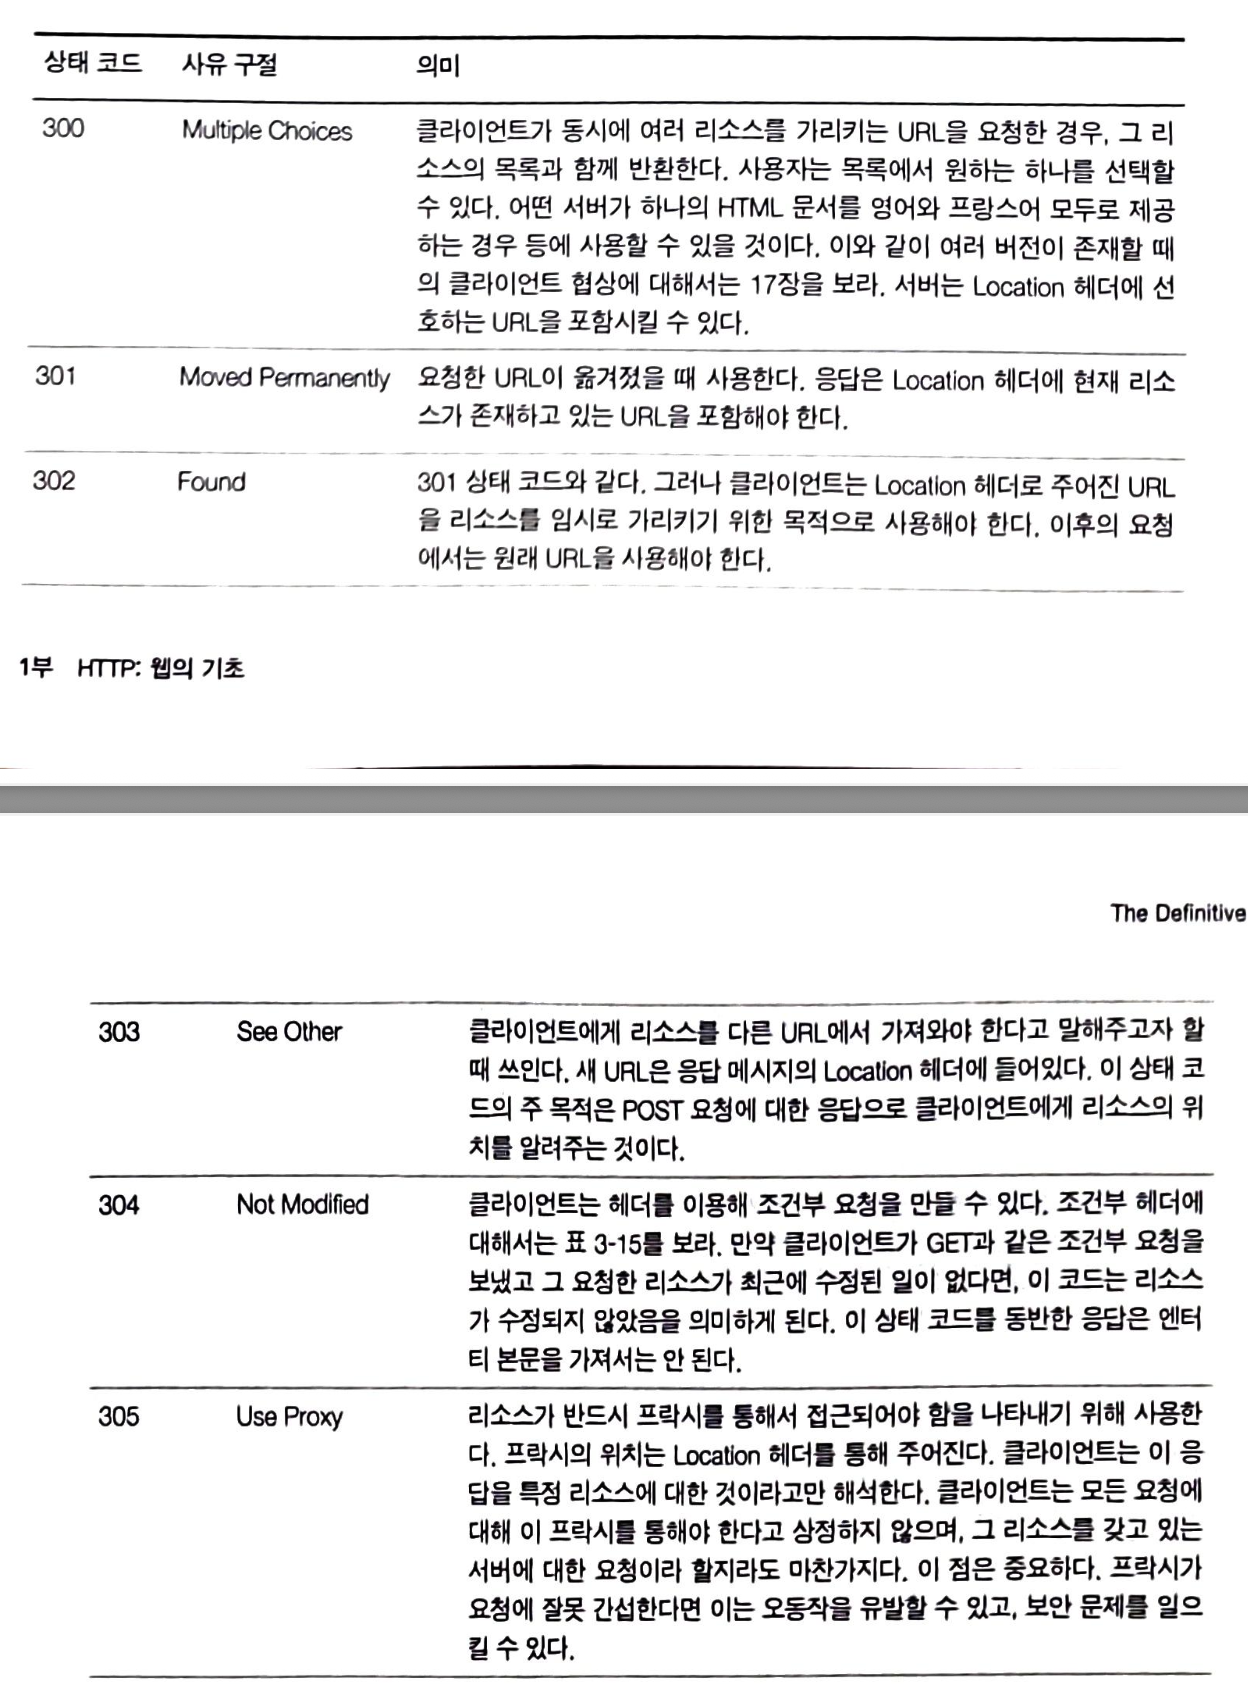 상태 코드 사유 구절 의미
300 Multiple Choices 클라이언트가 동시에 여러 리소스를 가리키는 URL을 요청한 경우, 그 리
소스의 목록과 함께 반환한다. 사용자는 목록에서 원하는 하나를 선택할
수 있다. 어떤 서버가 하나의 HTML 문서를 영어와 프랑스어 모두로 제공
하는 경우 등에 사용할 수 있을 것이다. 이와 같이 여러 버전이 존재할 때
의 클라이언트 협상에 대해서는 17장을 보라. 서버는 Location 헤더에 선
호하는 URL을 포함시킬 수 있다.
301 Moved Permanently 요청한 URL이 옮겨졌을 때 사용한다. 응답은 Location 헤더에 현재 리소
스가 존재하고 있는 URL을 포함해야 한다.
302 Found 301 상태 코드와 같다. 그러나 클라이언트는 Location 헤더로 주어진 URL
을 리소스를 임시로 가리키기 위한 목적으로 사용해야 한다. 이후의 요청
에서는 원래 URL을 사용해야 한다.
1부 HTTP: 웹의 기초
The Definitive
303 See Other 클라이언트에게 리소스를 다른 URL에서 가져와야 한다고 말해주고자 할
때 쓰인다. 새 URL은 응답 메시지의 Location 헤더에 들어있다. 이 상태 코
드의 주 목적은 POST 요청에 대한 응답으로 클라이언트에게 리소스의 위
치를 알려주는 것이다.
304 Not Modified 클라이언트는 헤더를 이용해 조건부 요청을 만들 수 있다. 조건부 헤더에
대해서는 표 3-15를 보라. 만약 클라이언트가 GET과 같은 조건부 요청을
보냈고 그 요청한 리소스가 최근에 수정된 일이 없다면, 이 코드는 리소스
가 수정되지 않았음을 의미하게 된다. 이 상태 코드를 동반한 응답은 엔터
티 본문을 가져서는 안 된다.
305 Use Proxy 리소스가 반드시 프락시를 통해서 접근되어야 함을 나타내기 위해 사용한
다. 프락시의 위치는 Location 헤더를 통해 주어진다. 클라이언트는 이 응
답을 특정 리소스에 대한 것이라고만 해석한다. 클라이언트는 모든 요청에
대해 이 프락시를 통해야 한다고 상정하지 않으며, 그 리소스를 갖고 있는
서버에 대한 요청이라 할지라도 마찬가지다. 이 점은 중요하다. 프락시가
요청에 잘못 간섭한다면 이는 오동작을 유발할 수 있고, 보안 문제를 일으
킬 수 있다.